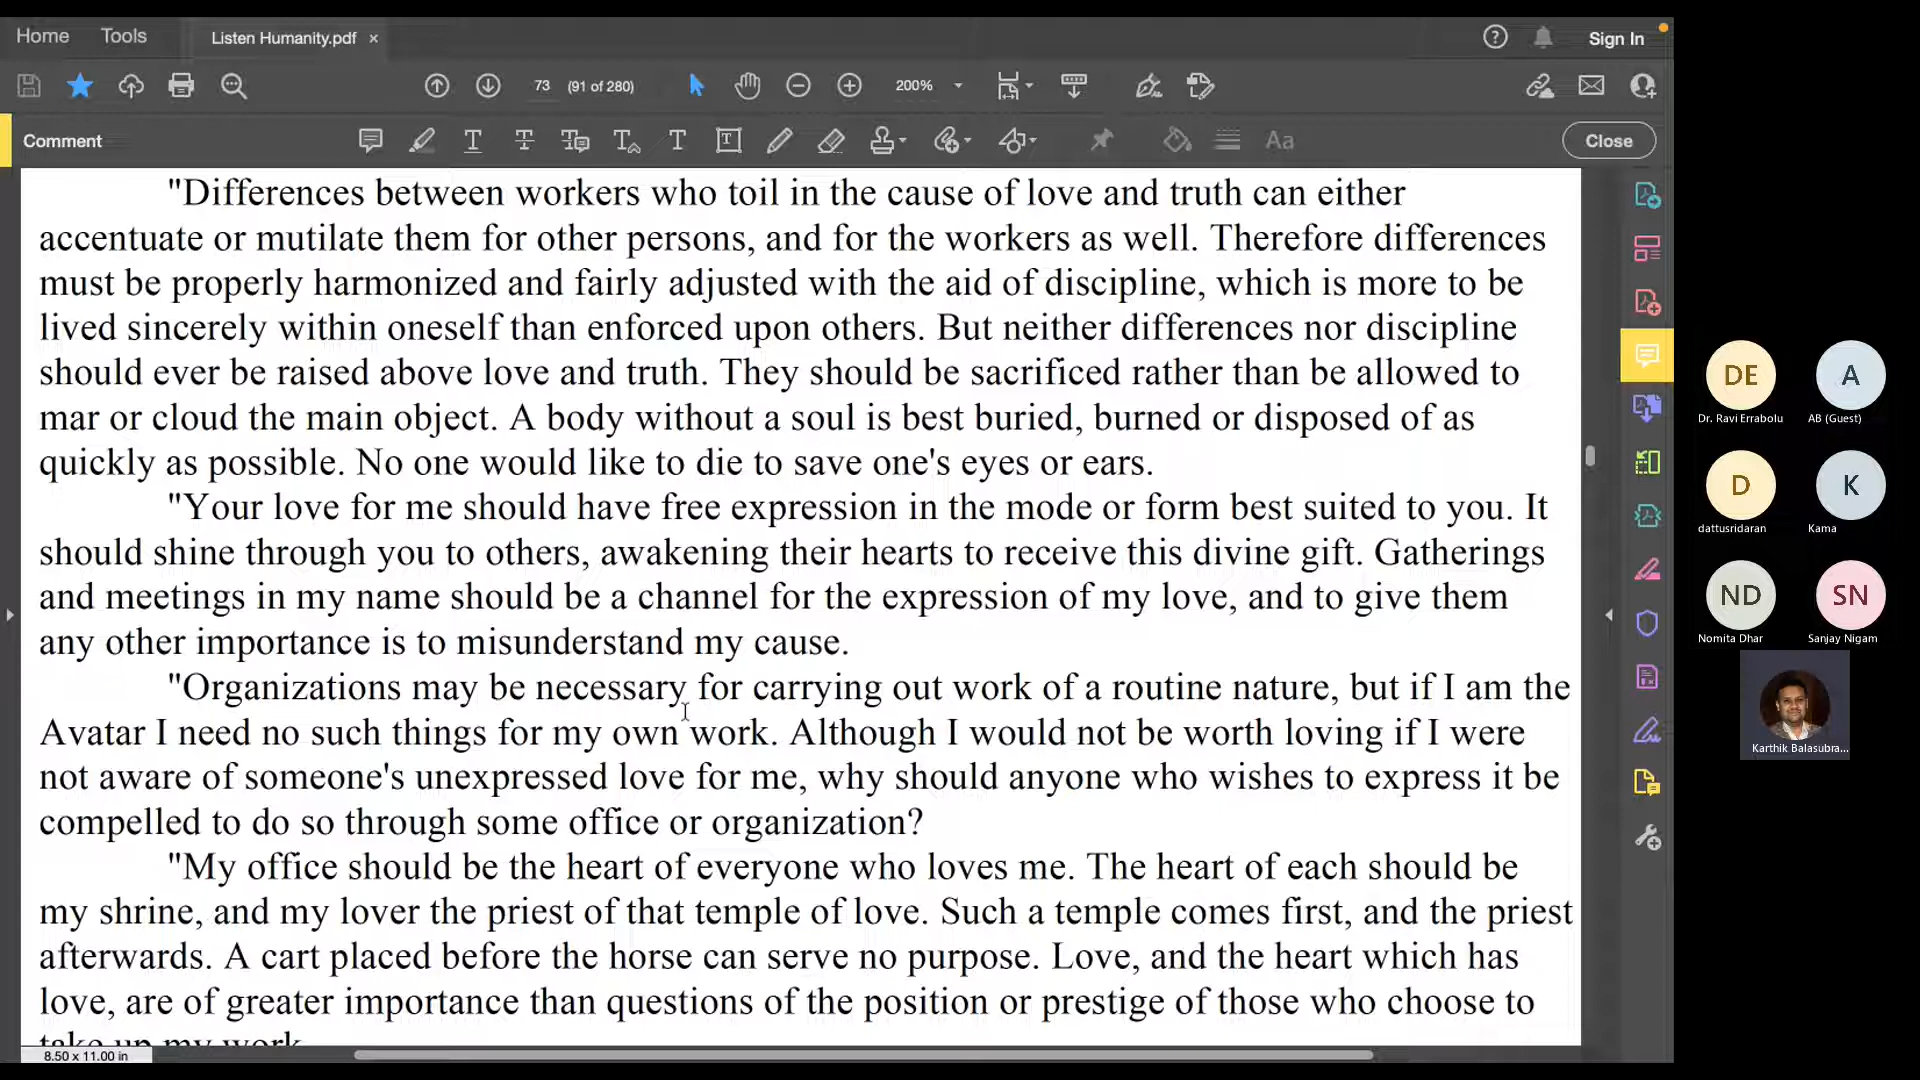 Home Tools Listen Humanity.pdf × Sign In
73 (91 of 280) 200%
Comment Aa Close
"Differences between workers who toil in the cause of love and truth can either
accentuate or mutilate them for other persons, and for the workers as well. Therefore differences
must be properly harmonized and fairly adjusted with the aid of discipline, which is more to be
lived sincerely within oneself than enforced upon others. But neither differences nor discipline
should ever be raised above love and truth. They should be sacrificed rather than be allowed to
mar or cloud the main object. A body without a soul is best buried, burned or disposed of as
quickly as possible. No one would like to die to save one's eyes or ears.
"Your love for me should have free expression in the mode or form best suited to you. It
should shine through you to others, awakening their hearts to receive this divine gift. Gatherings
and meetings in my name should be a channel for the expression of my love, and to give them
any other importance is to misunderstand my cause.
"Organizations may be necessary for carrying out work of a routine nature, but if I am the
Avatar I need no such things for my own work. Although I would not be worth loving if I were
not aware of someone's unexpressed love for me, why should anyone who wishes to express it be
compelled to do so through some office or organization?
"My office should be the heart of everyone who loves me. The heart of each should be
my shrine, and my lover the priest of that temple of love. Such a temple comes first, and the priest
afterwards. A cart placed before the horse can serve no purpose. Love, and the heart which has
love, are of greater importance than questions of the position or prestige of those who choose to
take up my work.
8.50 x 11.00 in
DE A
Dr. Ravi Errabolu AB (Guest)
D K
dattusridaran Kama
ND SN
Nomita Dhar Sanjay Nigam
Karthik Balasubra...